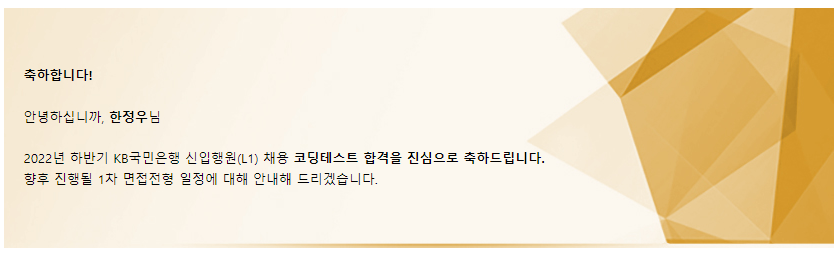 축하합니다!
안녕하십니까, 한정우님
2022년 하반기 KB국민은행 신입행원(L1) 채용 코딩테스트 합격을 진심으로 축하드립니다.
향후 진행될 1차 면접전형 일정에 대해 안내해 드리겠습니다.